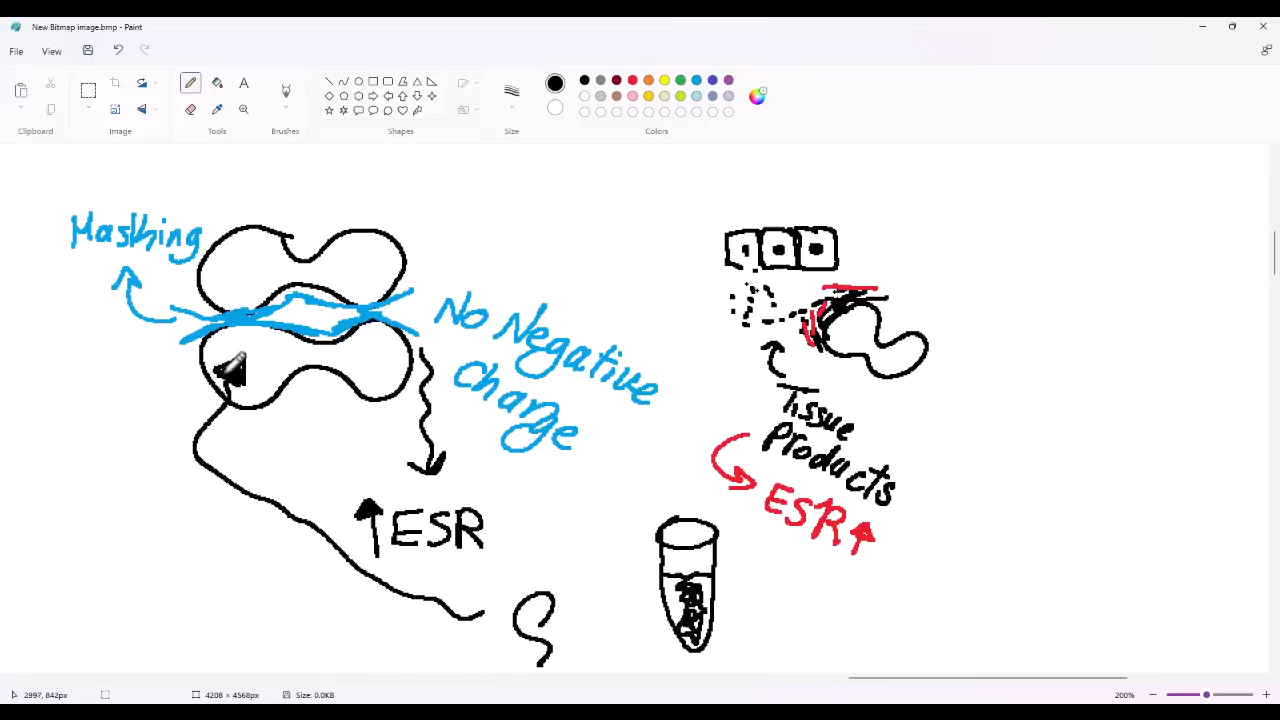 New Bitmap image.bmp - Paint
File View
Clipboard Image Tools Brushes Shapes Size Colors
Masking
No Negative
charge
ESR
Tissue
Products
ESR
S
2997, 842px 4208 × 4568px Size: 0.0KB 200%